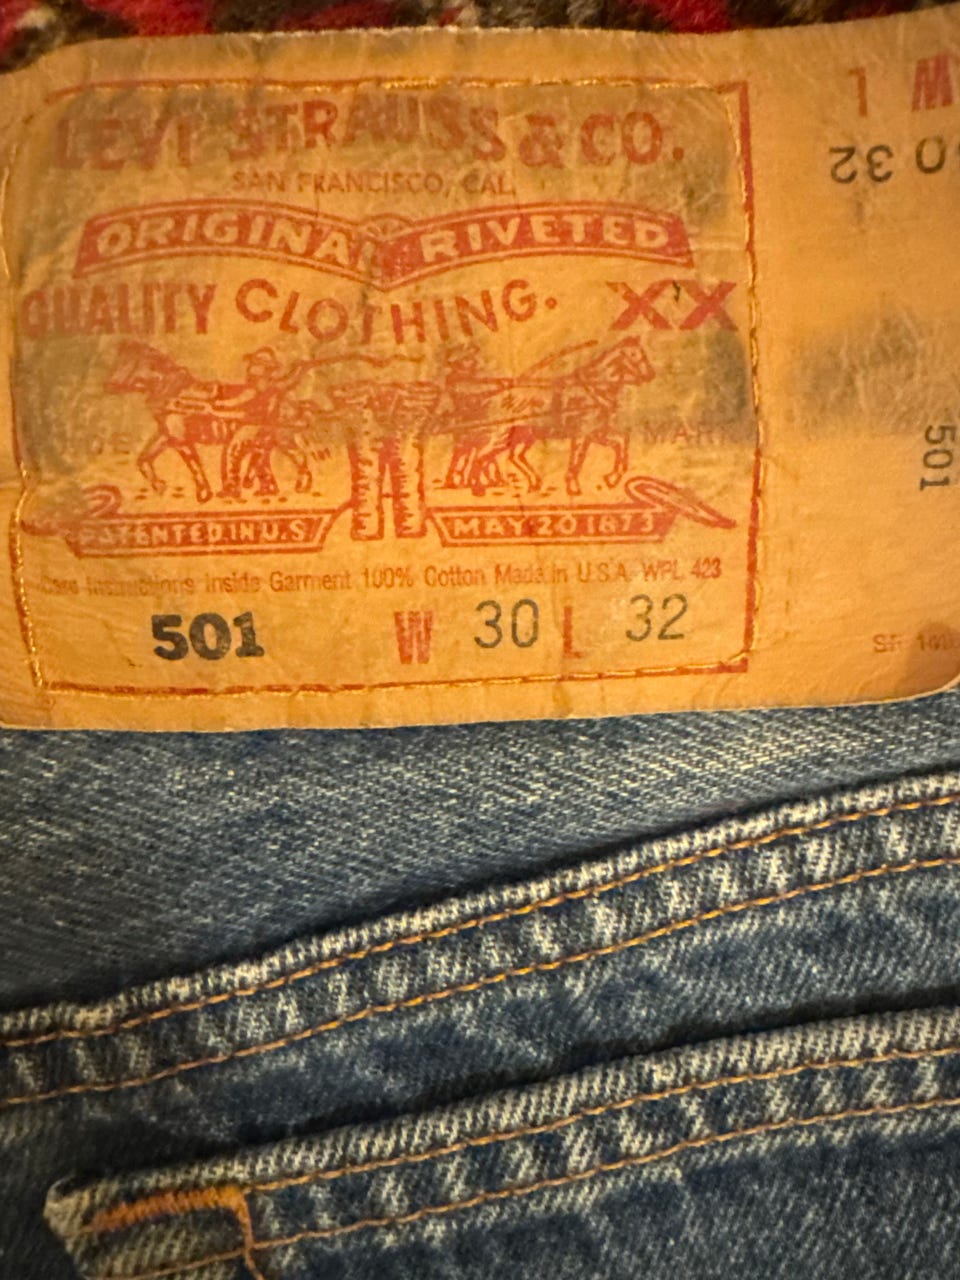 LEVI STRAUSS & CO.
SAN FRANCISCO, CAL.
ORIGINAL RIVETED
QUALITY CLOTHING. XX
MARK
PATENTED IN U.S
MAY 20 1873
Care Instructions Inside Garment 100% Cotton Made in U.S.A. WPL 423
501 W 30 L 32
W L
32
501